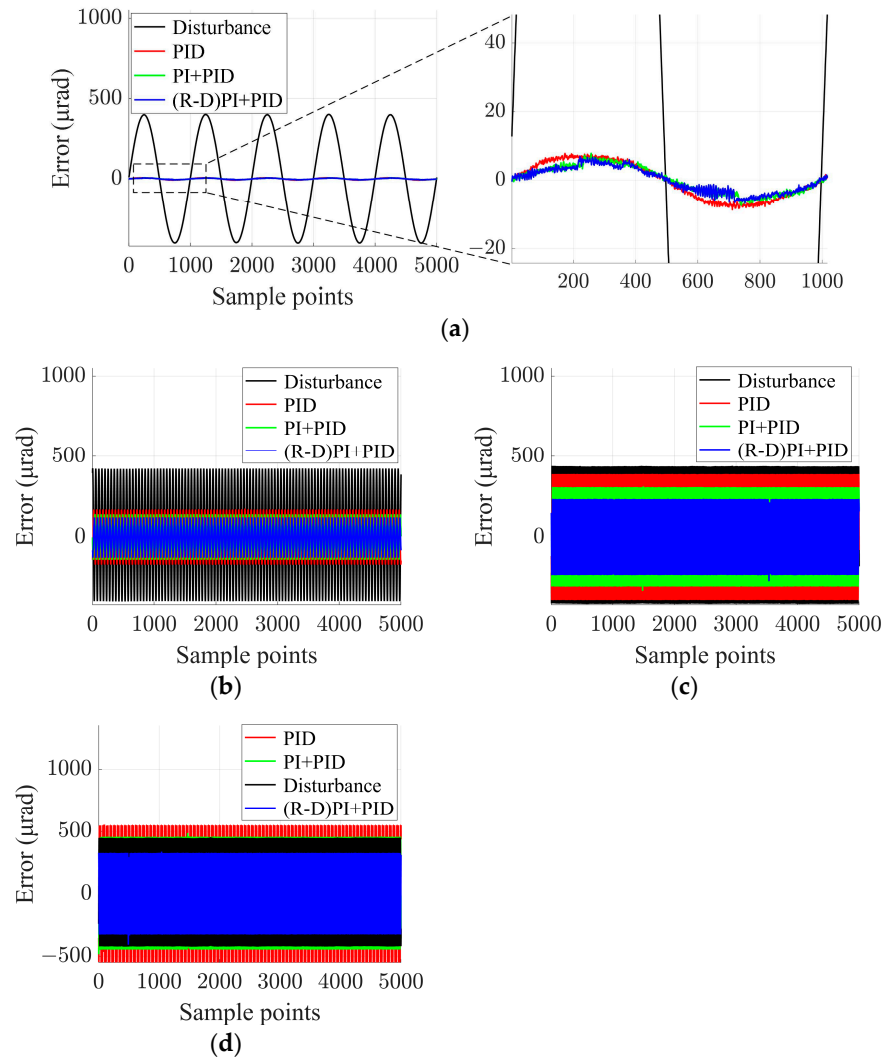 1000
500
0
Error (μrad)
Disturbance
PID
PI+PID
(R-D)PI+PID
0 1000 2000 3000 4000 5000
Sample points
40
20
0
−20
200 400 600 800 1000
(a)
1000
500
0
Error (μrad)
Disturbance
PID
PI+PID
(R-D)PI+PID
0 1000 2000 3000 4000 5000
Sample points
(b)
1000
500
0
Error (μrad)
Disturbance
PID
PI+PID
(R-D)PI+PID
0 1000 2000 3000 4000 5000
Sample points
(c)
1000
500
0
−500
Error (μrad)
PID
PI+PID
Disturbance
(R-D)PI+PID
0 1000 2000 3000 4000 5000
Sample points
(d)